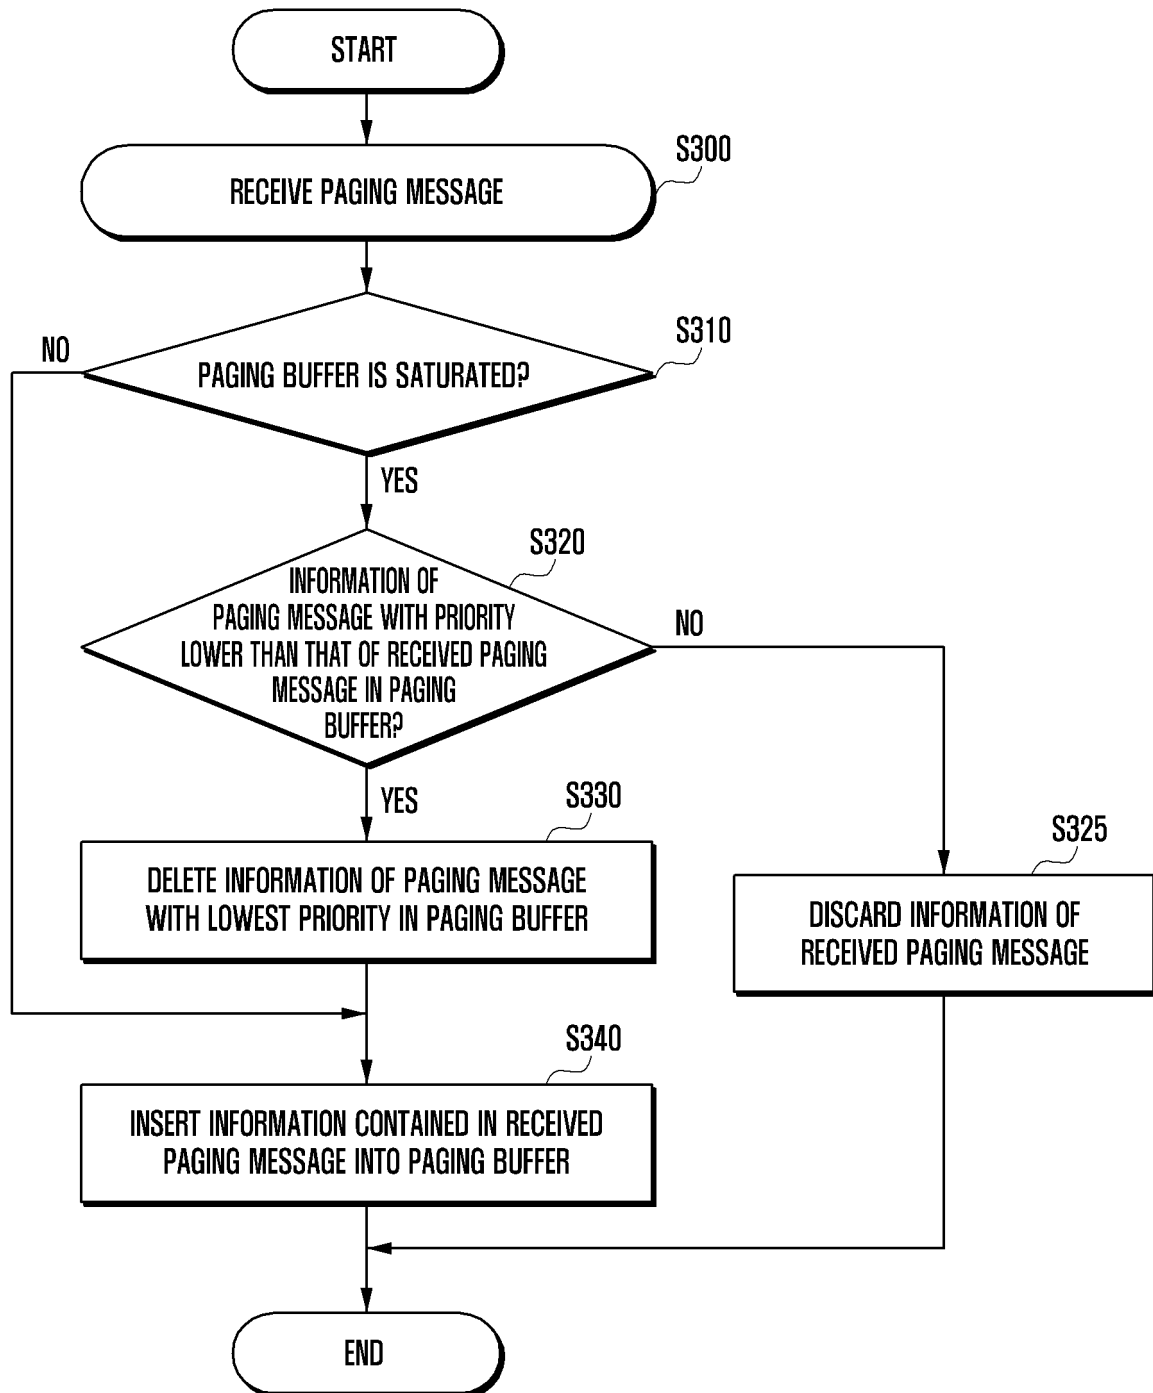 START
S300
RECEIVE PAGING MESSAGE
S310
NO
PAGING BUFFER IS SATURATED?
YES
S320
INFORMATION OF
PAGING MESSAGE WITH PRIORITY
LOWER THAN THAT OF RECEIVED PAGING
MESSAGE IN PAGING
BUFFER?
NO
YES
S330
DELETE INFORMATION OF PAGING MESSAGE
WITH LOWEST PRIORITY IN PAGING BUFFER
S325
DISCARD INFORMATION OF
RECEIVED PAGING MESSAGE
S340
INSERT INFORMATION CONTAINED IN RECEIVED
PAGING MESSAGE INTO PAGING BUFFER
END